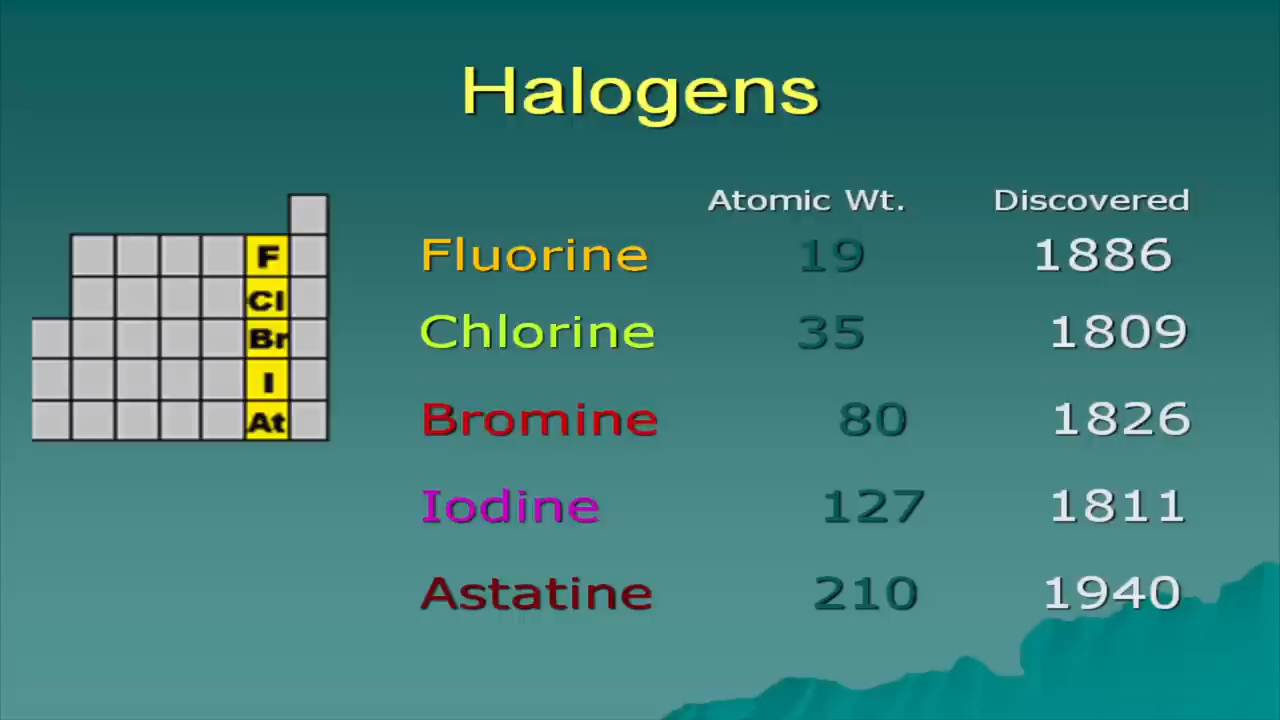 Halogens
Atomic Wt. Discovered
F
Cl
Br
I
At
Fluorine 19 1886
Chlorine 35 1809
Bromine 80 1826
Iodine 127 1811
Astatine 210 1940